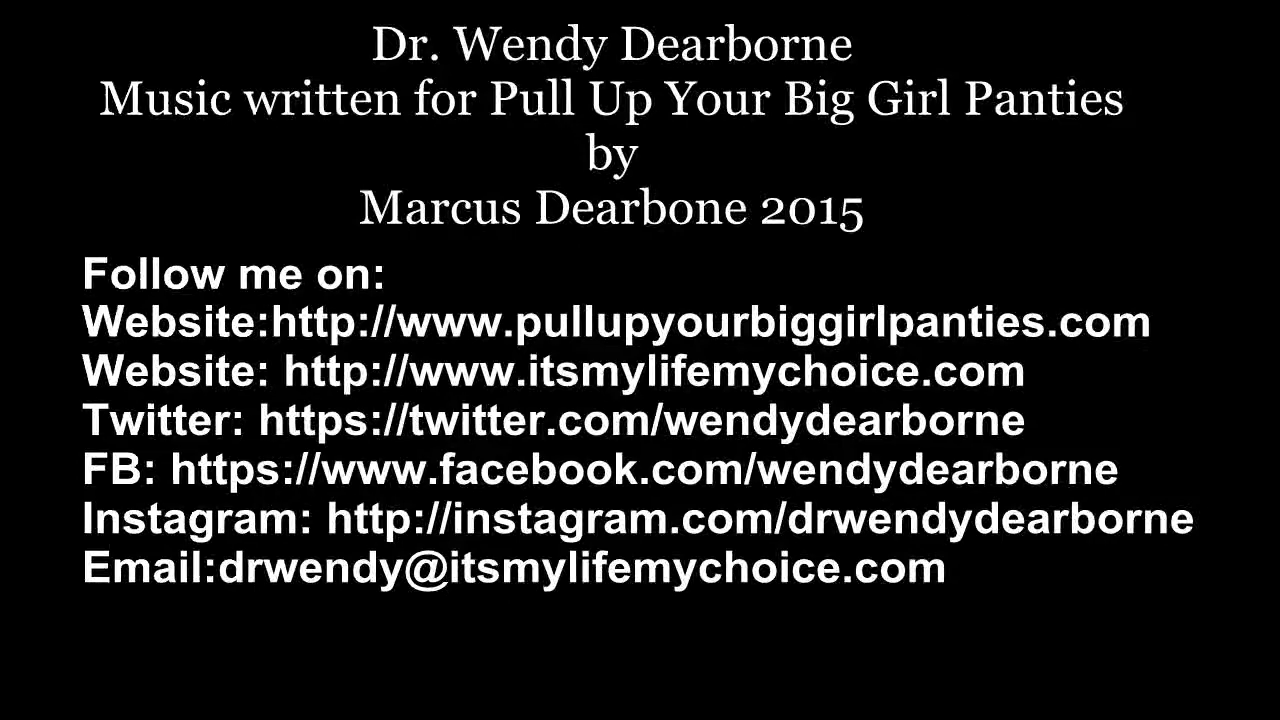 Dr. Wendy Dearborne
Music written for Pull Up Your Big Girl Panties
by
Marcus Dearbone 2015
Follow me on:
Website:http://www.pullupyourbiggirlpanties.com
Website: http://www.itsmylifemychoice.com
Twitter: https://twitter.com/wendydearborne
FB: https://www.facebook.com/wendydearborne
Instagram: http://instagram.com/drwendydearborne
Email:drwendy@itsmylifemychoice.com